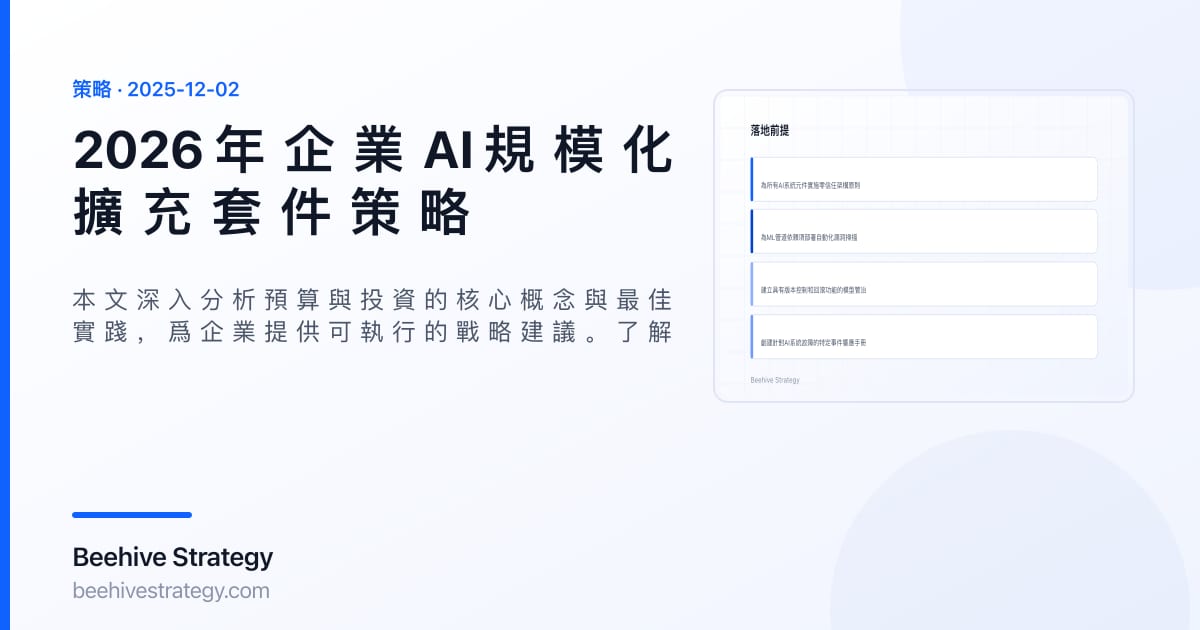 策略 · 2025-12-02
2026年企業AI規模化
擴充套件策略
本文深入分析預算與投資的核心概念與最佳
實踐，爲企業提供可執行的戰略建議。了解
落地前提
為所有AI系統元件實施零信任架構原則
為ML管道依賴項部署自動化漏洞掃描
建立具有版本控制和回滾功能的模型管治
創建針對AI系統故障的特定事件響應手冊
Beehive Strategy
Beehive Strategy
beehivestrategy.com